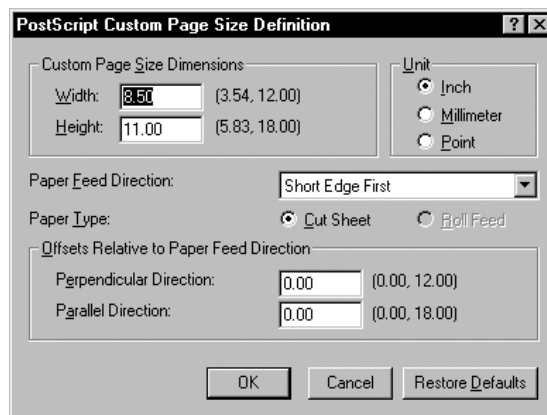 PostScript Custom Page Size Definition
Custom Page Size Dimensions
Width: 8.50 (3.54, 12.00)
Height: 11.00 (5.83, 18.00)
Unit
Inch
Millimeter
Point
Paper Feed Direction: Short Edge First
Paper Type: Cut Sheet Roll Feed
Offsets Relative to Paper Feed Direction
Perpendicular Direction: 0.00 (0.00, 12.00)
Parallel Direction: 0.00 (0.00, 18.00)
OK Cancel Restore Defaults